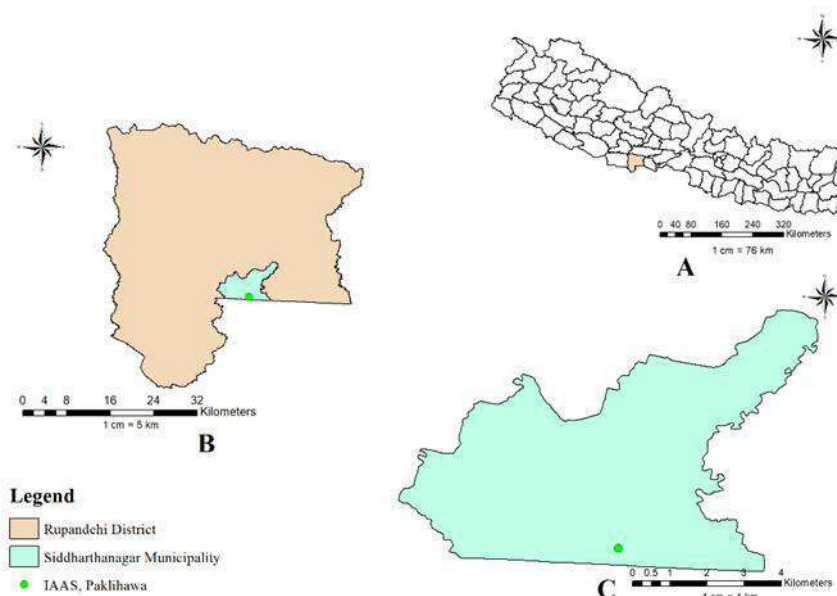 0 40 80 160 240 320
Kilometers
1 cm = 76 km
A
0 4 8 16 24 32
Kilometers
1 cm = 5 km
B
Legend
Rupandehi District
Siddharthanagar Municipality
IAAS, Paklihawa
0 0.5 1 2 3 4
Kilometers
C